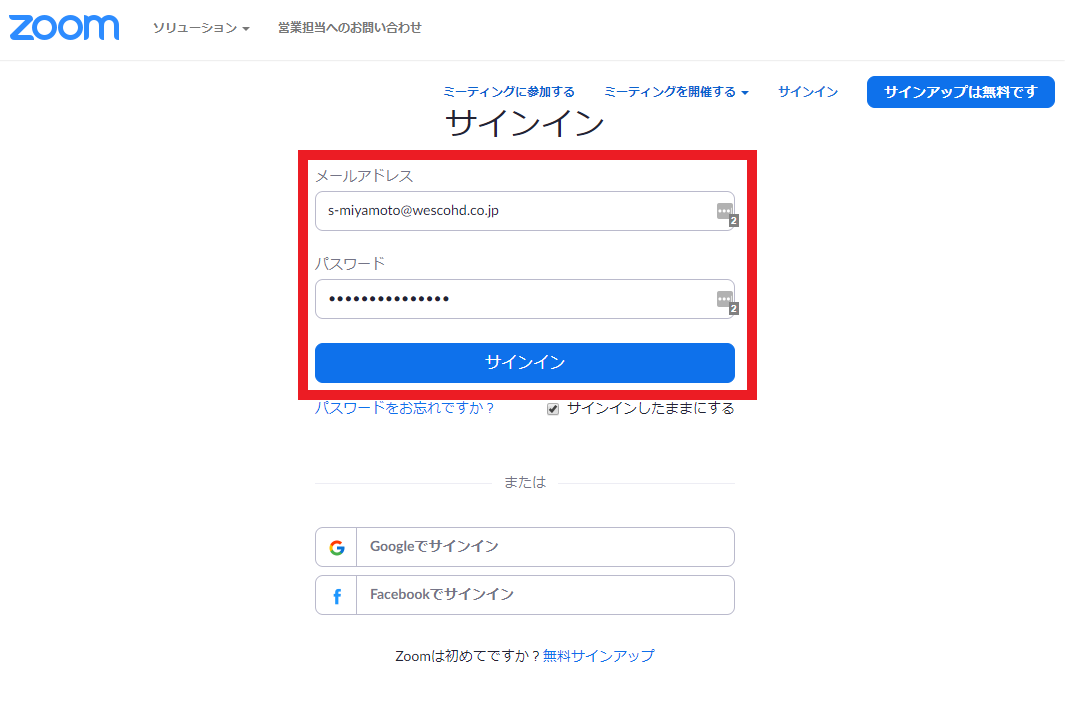 zoom ソリューション 営業担当へのお問い合わせ
ミーティングに参加する ミーティングを開催する サインイン サインアップは無料です
サインイン
メールアドレス
s-miyamoto@wescohd.co.jp
2
パスワード
•••••••••••••••
2
サインイン
パスワードをお忘れですか？ サインインしたままにする
または
Googleでサインイン
Facebookでサインイン
Zoomは初めてですか？無料サインアップ